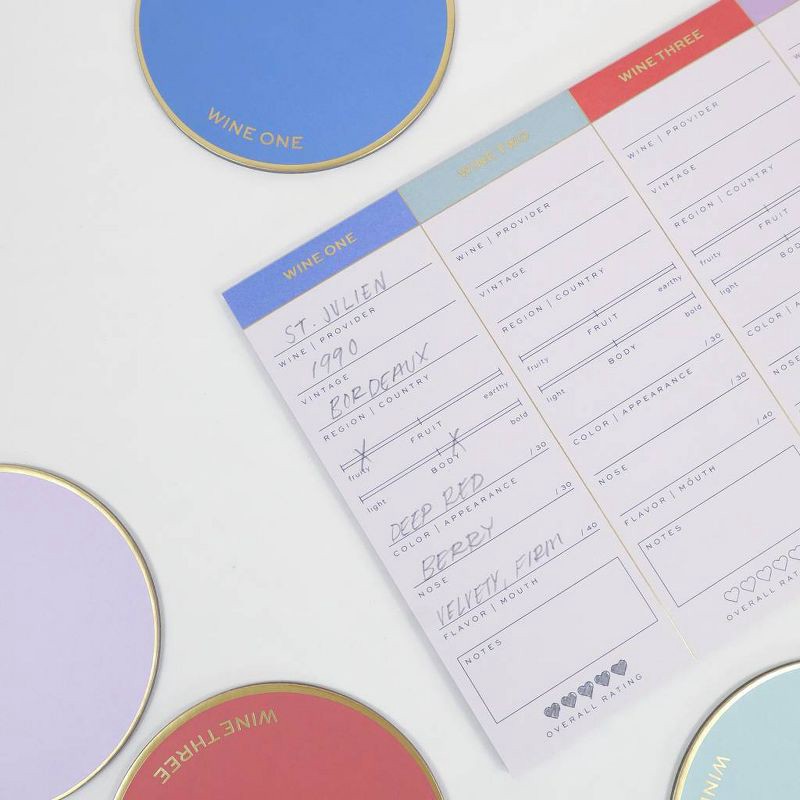 WINE ONE
WINE ONE
ST. JULIEN
WINE | PROVIDER
1990
VINTAGE
BORDEAUX
REGION | COUNTRY
X
fruity FRUIT earthy
X
light BODY bold
DEEP RED /30
COLOR | APPEARANCE
BERRY /30
NOSE
VELVETY, FIRM /40
FLAVOR | MOUTH
NOTES
OVERALL RATING
WINE TWO
WINE | PROVIDER
VINTAGE
REGION | COUNTRY
fruity FRUIT earthy
light BODY bold
/30
COLOR | APPEARANCE
/30
NOSE
/40
FLAVOR | MOUTH
NOTES
OVERALL RATING
WINE THREE
WINE | PROVIDER
VINTAGE
REGION | COUNTRY
fruity FRUIT
light
COLOR
NOSE
WINE THREE